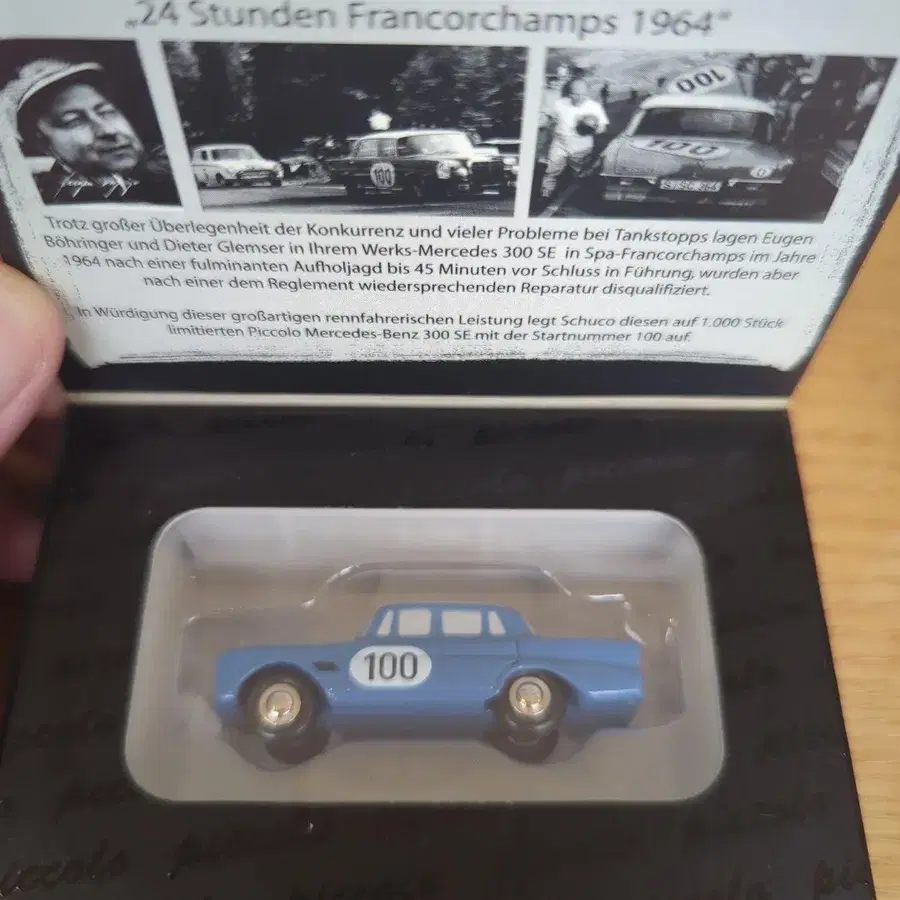 „24 Stunden Francorchamps 1964“
100
100
100
S-SC 364
Trotz großer Überlegenheit der Konkurrenz und vieler Probleme bei Tankstopps lagen Eugen
Böhringer und Dieter Glemser in Ihrem Werks-Mercedes 300 SE in Spa-Francorchamps im Jahre
1964 nach einer fulminanten Aufholjagd bis 45 Minuten vor Schluss in Führung, wurden aber
nach einer dem Reglement wiedersprechenden Reparatur disqualifiziert.
In Würdigung dieser großartigen rennfahrerischen Leistung legt Schuco diesen auf 1.000 Stück
limitierten Piccolo Mercedes-Benz 300 SE mit der Startnummer 100 auf.
100
piccolo